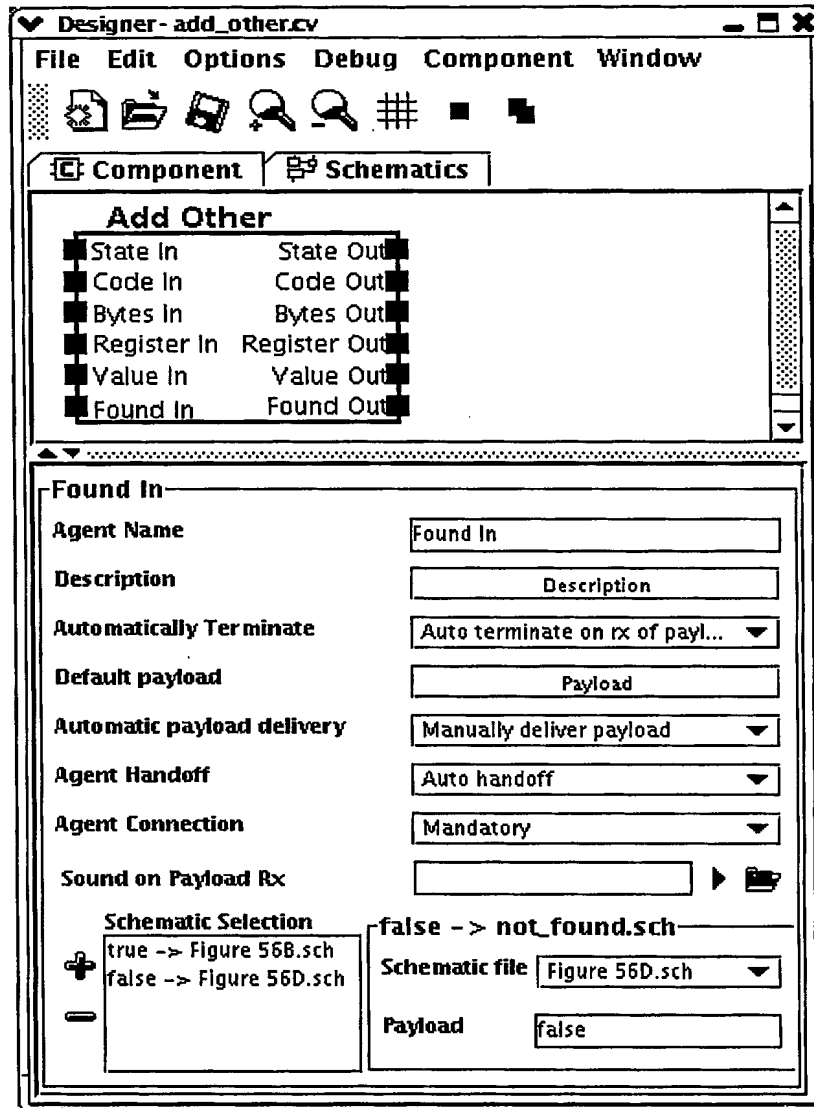 Designer- add_other.cv
File Edit Options Debug Component Window
C Component Schematics
Add Other
State In State Out
Code In Code Out
Bytes In Bytes Out
Register In Register Out
Value In Value Out
Found In Found Out
Found In
Agent Name Found In
Description Description
Automatically Terminate Auto terminate on rx of payl...
Default payload Payload
Automatic payload delivery Manually deliver payload
Agent Handoff Auto handoff
Agent Connection Mandatory
Sound on Payload Rx
Schematic Selection
true -> Figure 56B.sch
false -> Figure 56D.sch
false -> not_found.sch
Schematic file Figure 56D.sch
Payload false